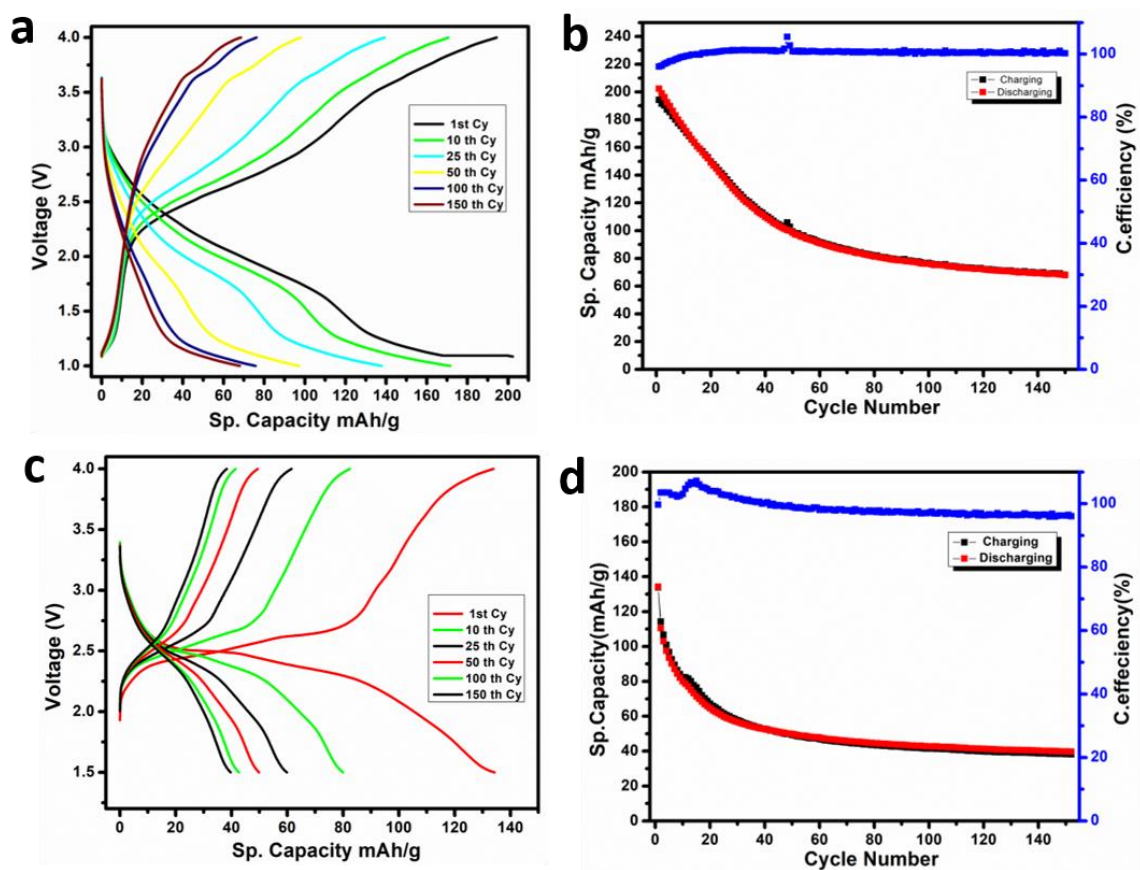 a
4.0
3.5
3.0
2.5
2.0
1.5
1.0
Voltage (V)
1st Cy
10 th Cy
25 th Cy
50 th Cy
100 th Cy
150 th Cy
0 20 40 60 80 100 120 140 160 180 200
Sp. Capacity mAh/g
b
240
220
200
180
160
140
120
100
80
60
40
20
0
Sp. Capacity mAh/g
Charging
Discharging
100
80
60
40
20
0
C.efficiency (%)
0 20 40 60 80 100 120 140
Cycle Number
c
4.0
3.5
3.0
2.5
2.0
1.5
Voltage (V)
1st Cy
10 th Cy
25 th Cy
50 th Cy
100 th Cy
150 th Cy
0 20 40 60 80 100 120 140
Sp. Capacity mAh/g
d
200
180
160
140
120
100
80
60
40
20
0
Sp.Capacity(mAh/g)
Charging
Discharging
100
80
60
40
20
0
C.effeciency(%)
0 20 40 60 80 100 120 140
Cycle Number